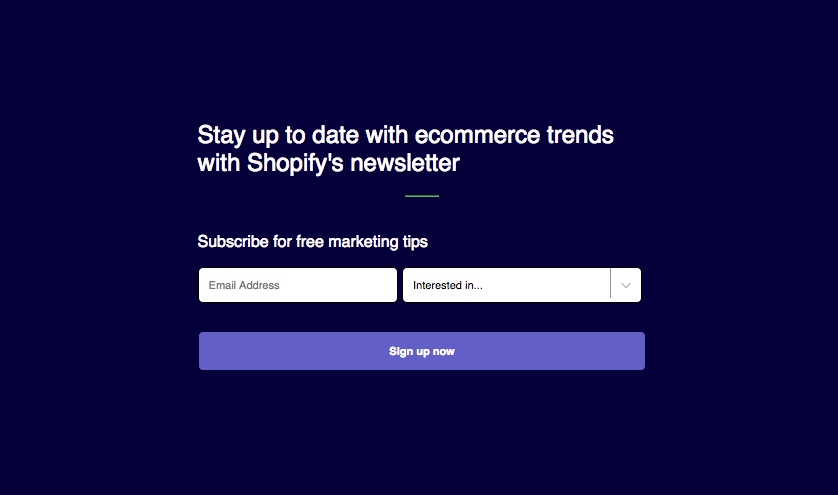 Stay up to date with ecommerce trends
with Shopify's newsletter
Subscribe for free marketing tips
Email Address
Interested in...
Sign up now